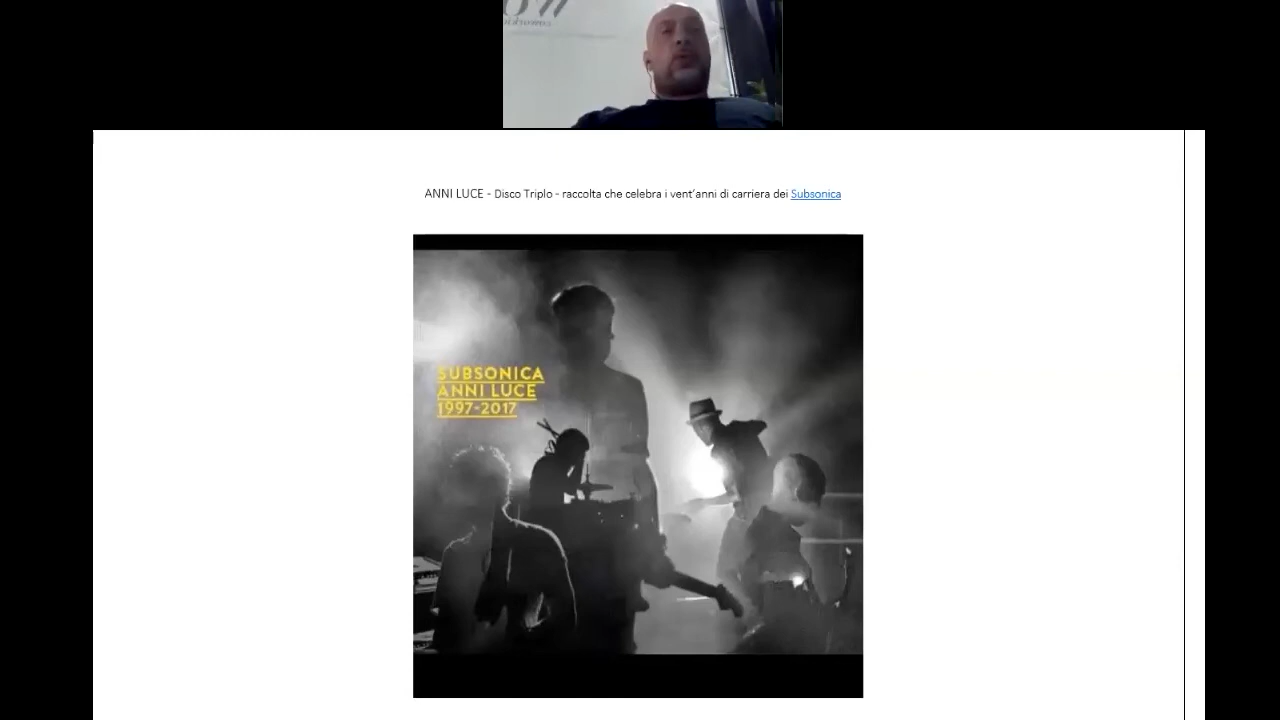 ANNI LUCE - Disco Triplo - raccolta che celebra i vent'anni di carriera dei Subsonica
SUBSONICA
ANNI LUCE
1997-2017